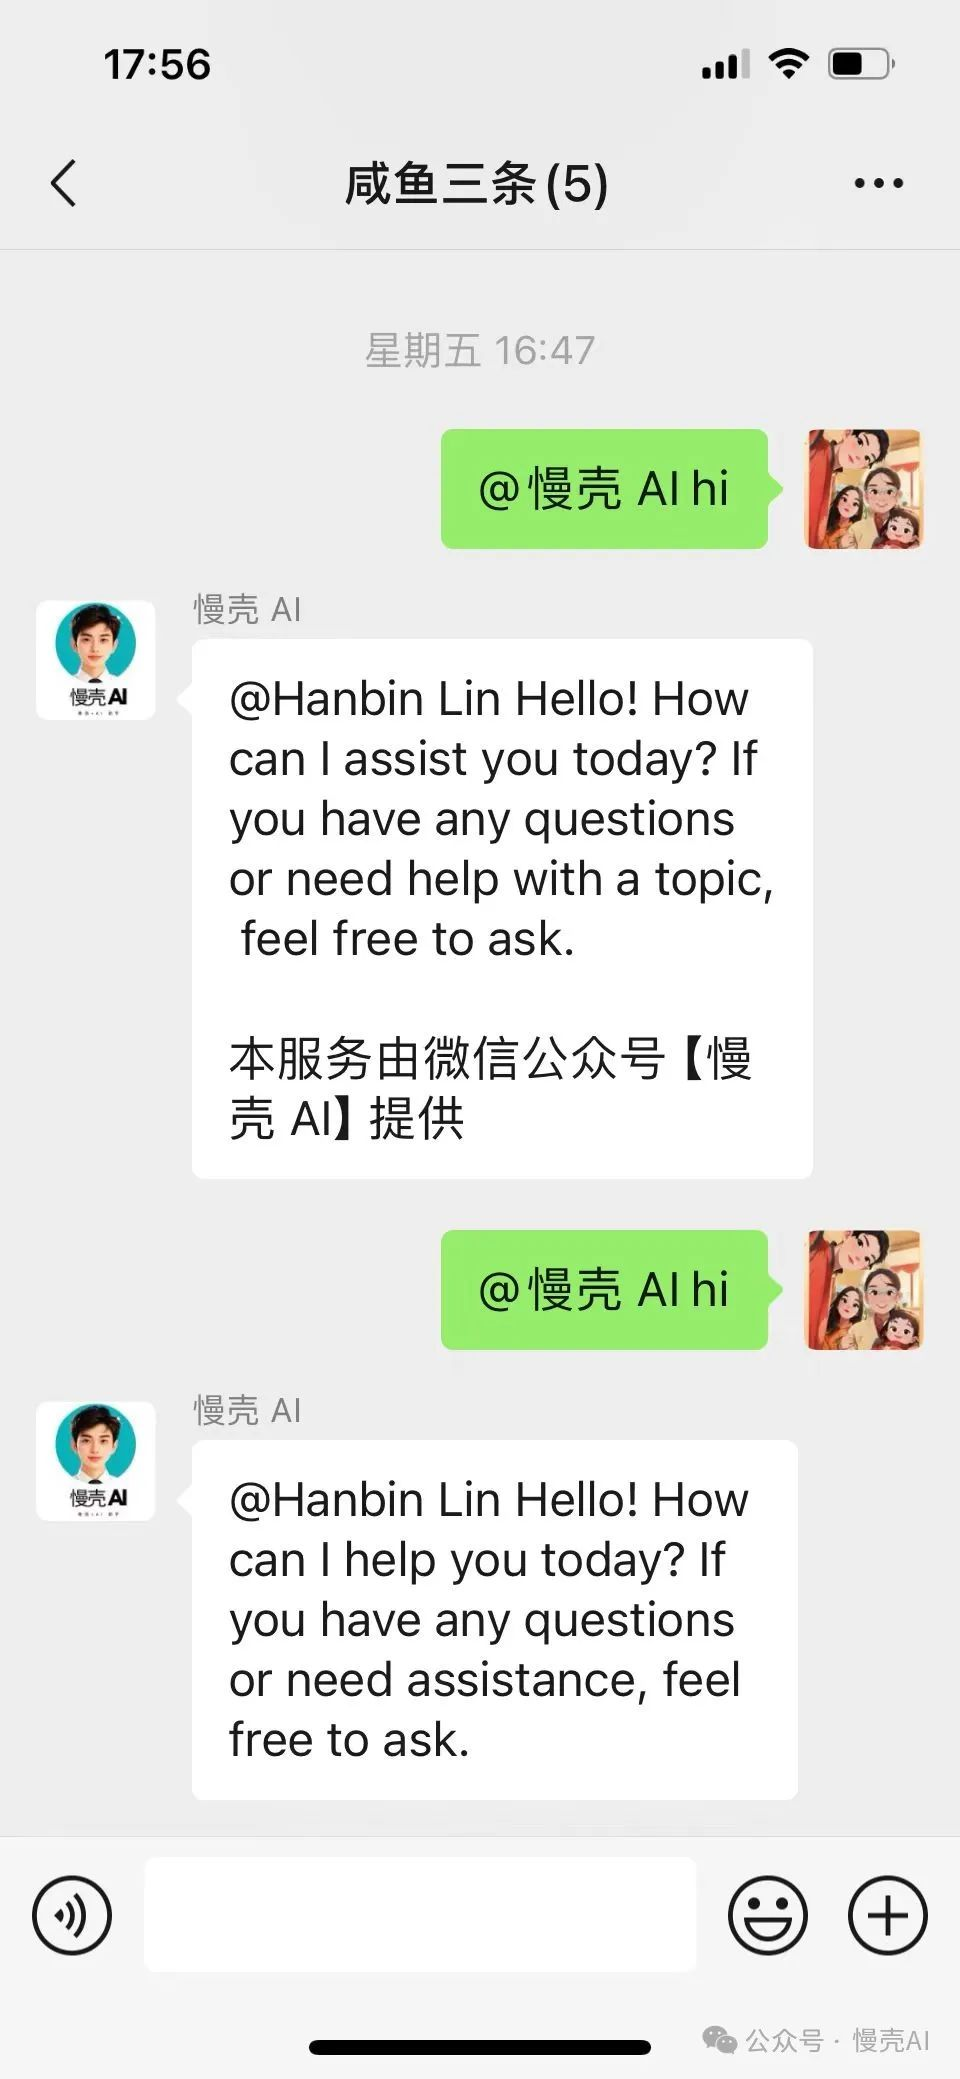 17:56
咸鱼三条(5)
星期五 16:47
@慢壳 AI hi
慢壳 AI
慢壳AI
@Hanbin Lin Hello! How
can I assist you today? If
you have any questions
or need help with a topic,
feel free to ask.
本服务由微信公众号【慢
壳 AI】提供
@慢壳 AI hi
慢壳 AI
慢壳AI
@Hanbin Lin Hello! How
can I help you today? If
you have any questions
or need assistance, feel
free to ask.
公众号 · 慢壳AI